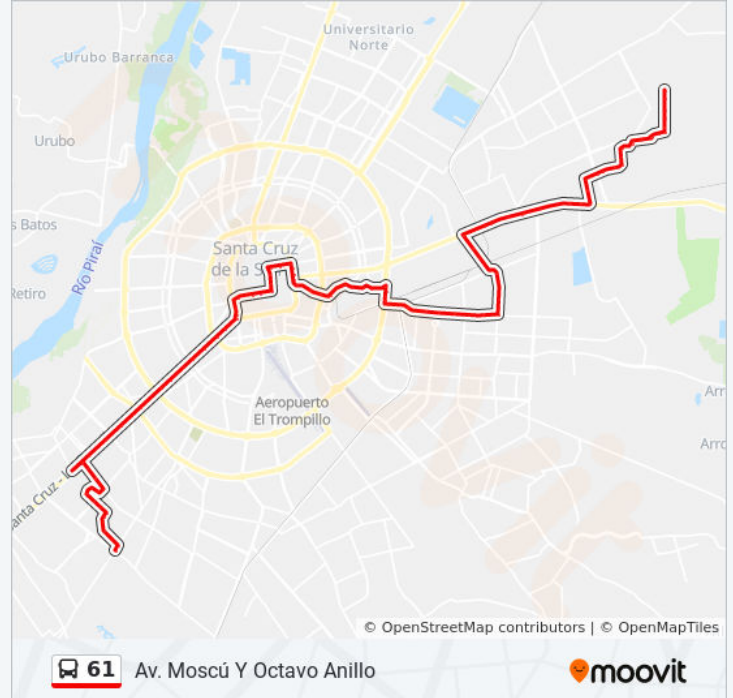 Universitario
Norte
Urubo Barranca
Urubo
s Batos
Río Piraí
Retiro
Santa Cruz
de la S
Aeropuerto
El Trompillo
Arr
Arro
anta Cruz - l
© OpenStreetMap contributors | © OpenMapTiles
61 Av. Moscú Y Octavo Anillo
moovit